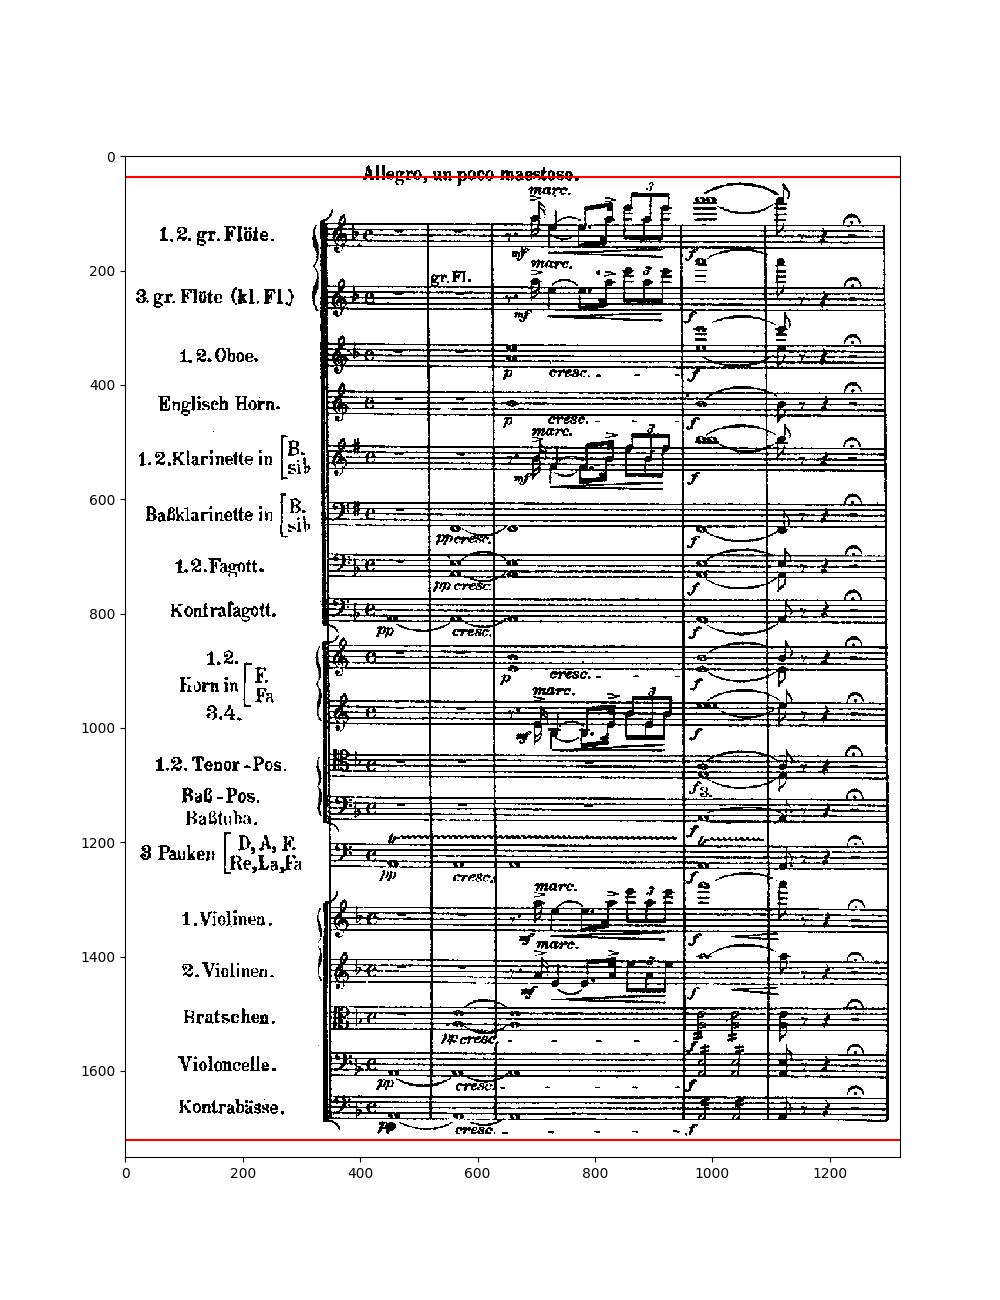 0
Allegro, un poco maestoso.
marc.
3
1. 2. gr. Flöte.
mf
f
200
marc.
gr. Fl.
3
3. gr. Flöte (kl. Fl.)
mf
f
1. 2. Oboe.
p cresc. f
400
Englisch Horn.
p cresc. f
marc.
3
1. 2. Klarinette in [B. sib
mf f
600
Baßklarinette in [B. sib
pp cresc. f
1. 2. Fagott.
pp cresc. f
800
Kontrafagott.
pp cresc. f
1. 2.
Horn in [F. Fa
3. 4.
p cresc. f
marc.
3
mf f
1000
1. 2. Tenor-Pos.
f
3.
Baß-Pos.
Baßtuba.
f
1200
3 Pauken [D, A, F. Re, La, Fa
tr tr
pp cresc. f
marc.
3
1. Violinen.
mf f
marc.
1400
2. Violinen.
3
mf f
Bratschen.
pp cresc. f
Violoncelle.
1600
pp cresc. f
Kontrabässe.
pp cresc. f
0 200 400 600 800 1000 1200